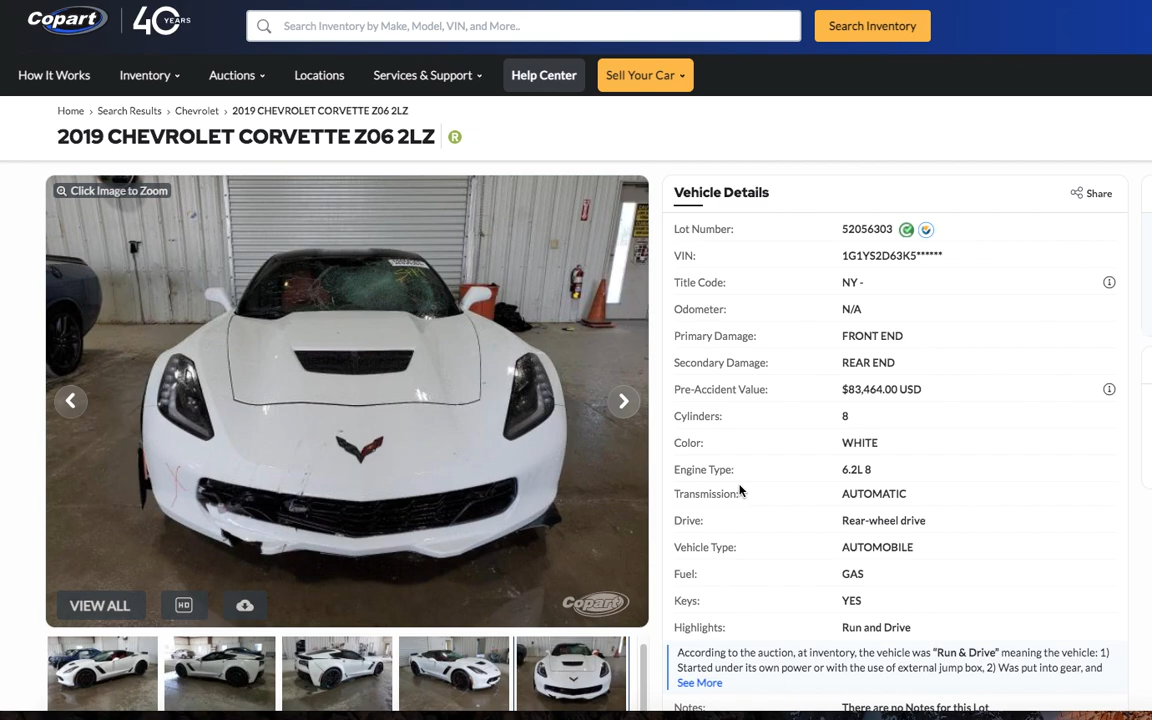 Copart
40 YEARS
Search Inventory by Make, Model, VIN, and More..
Search Inventory
How It Works
Inventory
Auctions
Locations
Services & Support
Help Center
Sell Your Car
Home > Search Results > Chevrolet > 2019 CHEVROLET CORVETTE Z06 2LZ
2019 CHEVROLET CORVETTE Z06 2LZ R
Click Image to Zoom
VIEW ALL
HD
Copart
Vehicle Details
Share
Lot Number: 52056303
VIN: 1G1YS2D63K5******
Title Code: NY -
Odometer: N/A
Primary Damage: FRONT END
Secondary Damage: REAR END
Pre-Accident Value: $83,464.00 USD
Cylinders: 8
Color: WHITE
Engine Type: 6.2L 8
Transmission: AUTOMATIC
Drive: Rear-wheel drive
Vehicle Type: AUTOMOBILE
Fuel: GAS
Keys: YES
Highlights: Run and Drive
According to the auction, at inventory, the vehicle was "Run & Drive" meaning the vehicle: 1)
Started under its own power or with the use of external jump box, 2) Was put into gear, and
See More
Notes: There are no Notes for this Lot